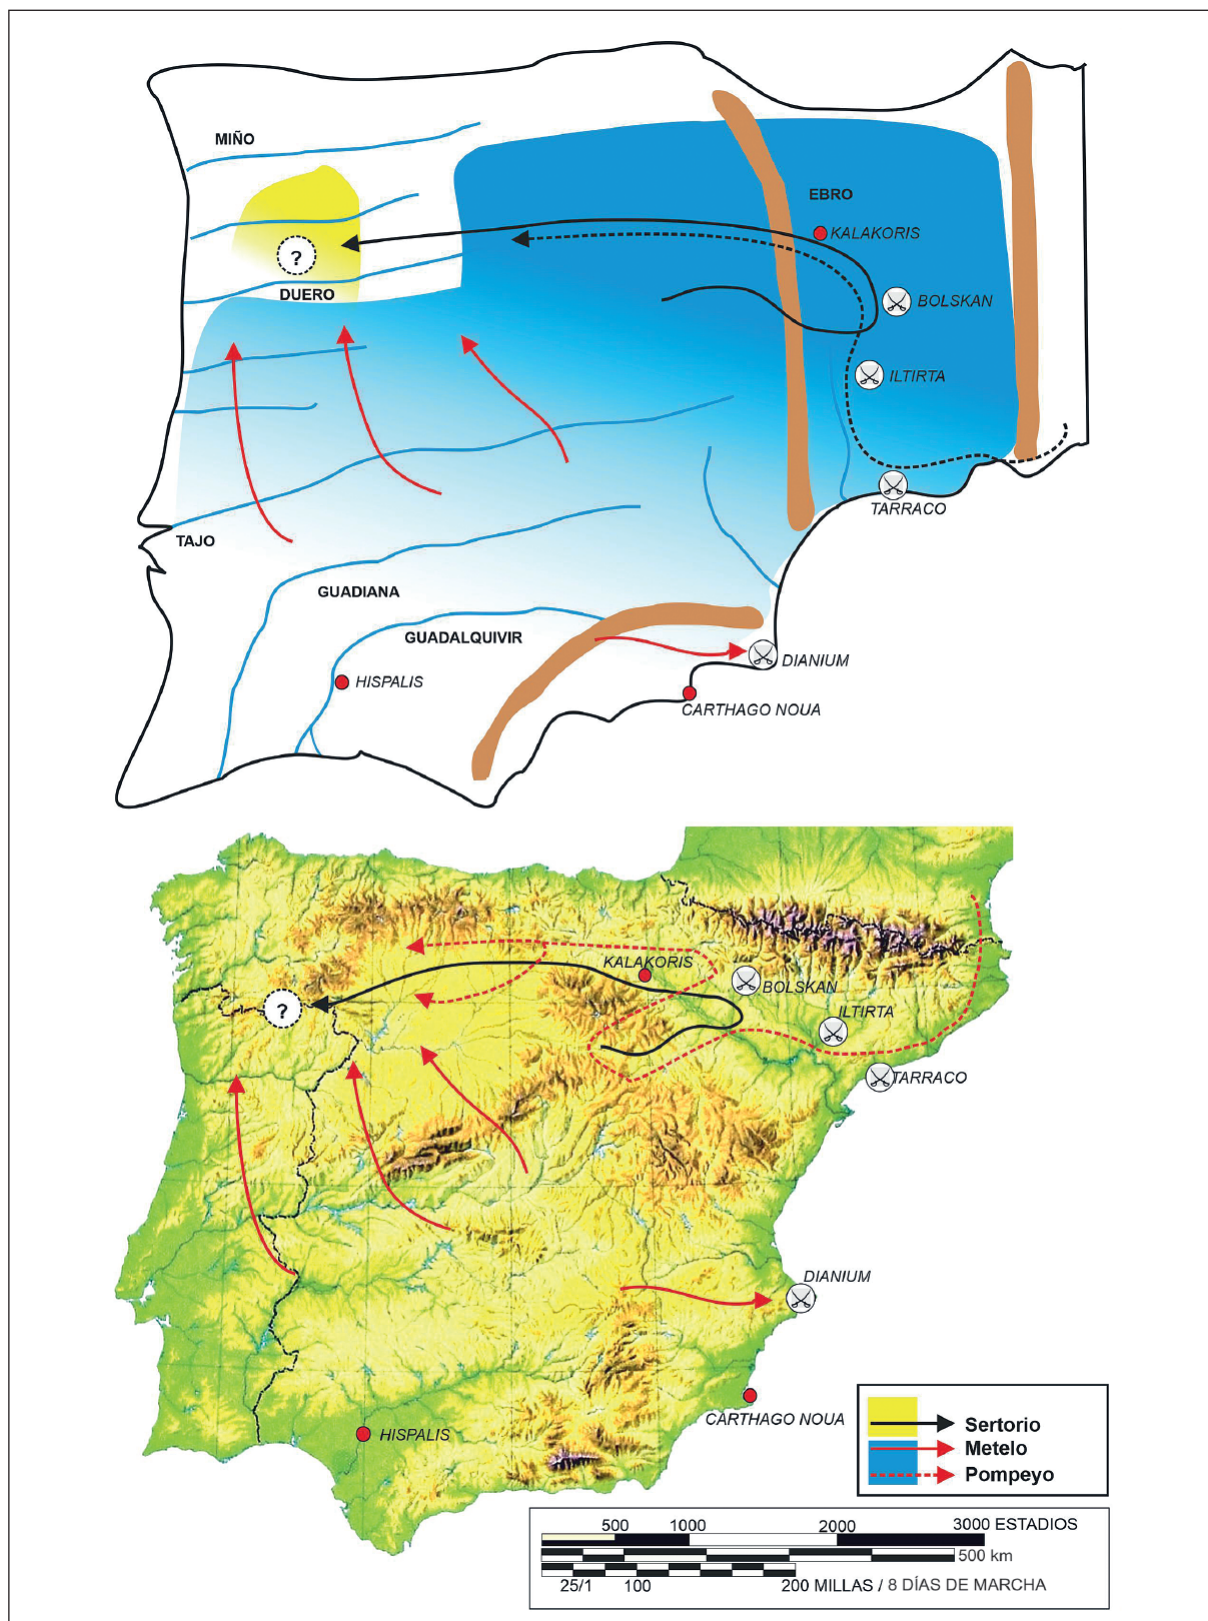 MIÑO
EBRO
KALAKORIS
?
DUERO
BOLSKAN
ILTIRTA
TARRACO
TAJO
GUADIANA
GUADALQUIVIR
DIANIUM
HISPALIS
CARTHAGO NOUA
KALAKORIS
BOLSKAN
?
ILTIRTA
TARRACO
DIANIUM
CARTHAGO NOUA
HISPALIS
Sertorio
Metelo
Pompeyo
500 1000 2000 3000 ESTADIOS
500 km
25/1 100 200 MILLAS / 8 DÍAS DE MARCHA